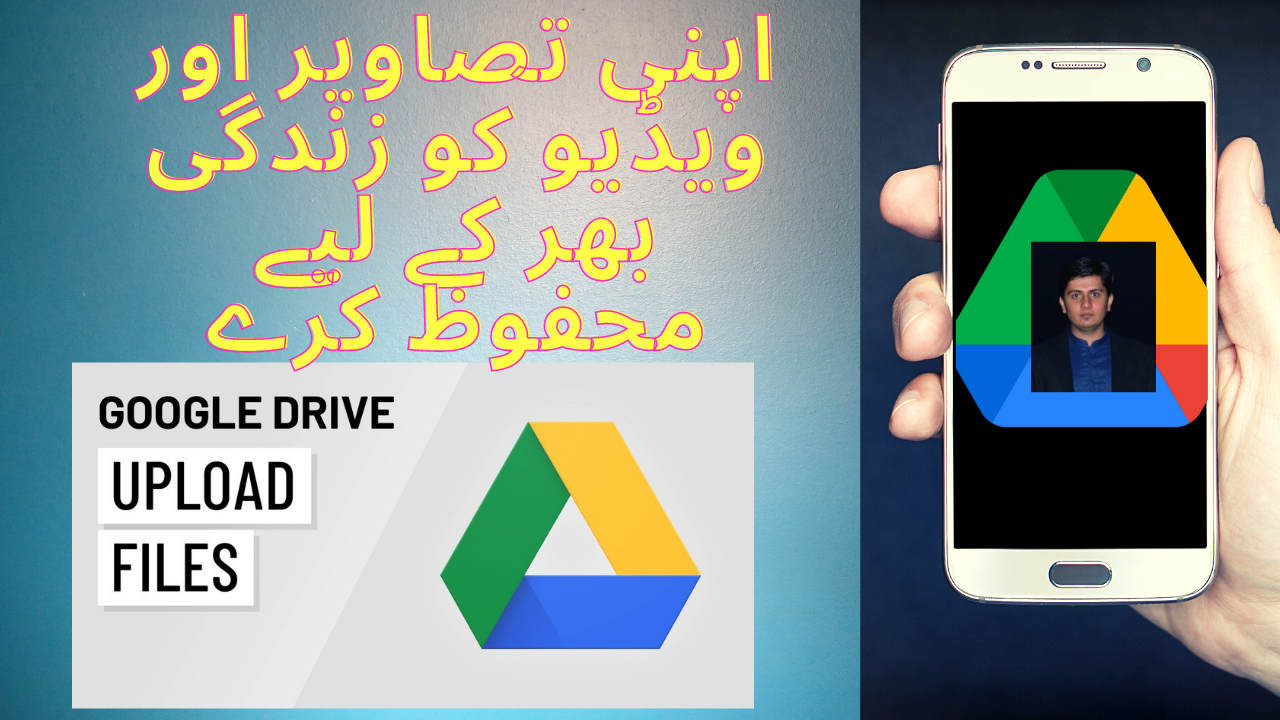 اپنی تصاویر اور
ویڈیو کو زندگی
بھر کے لیے
محفوظ کرے
GOOGLE DRIVE
UPLOAD
FILES